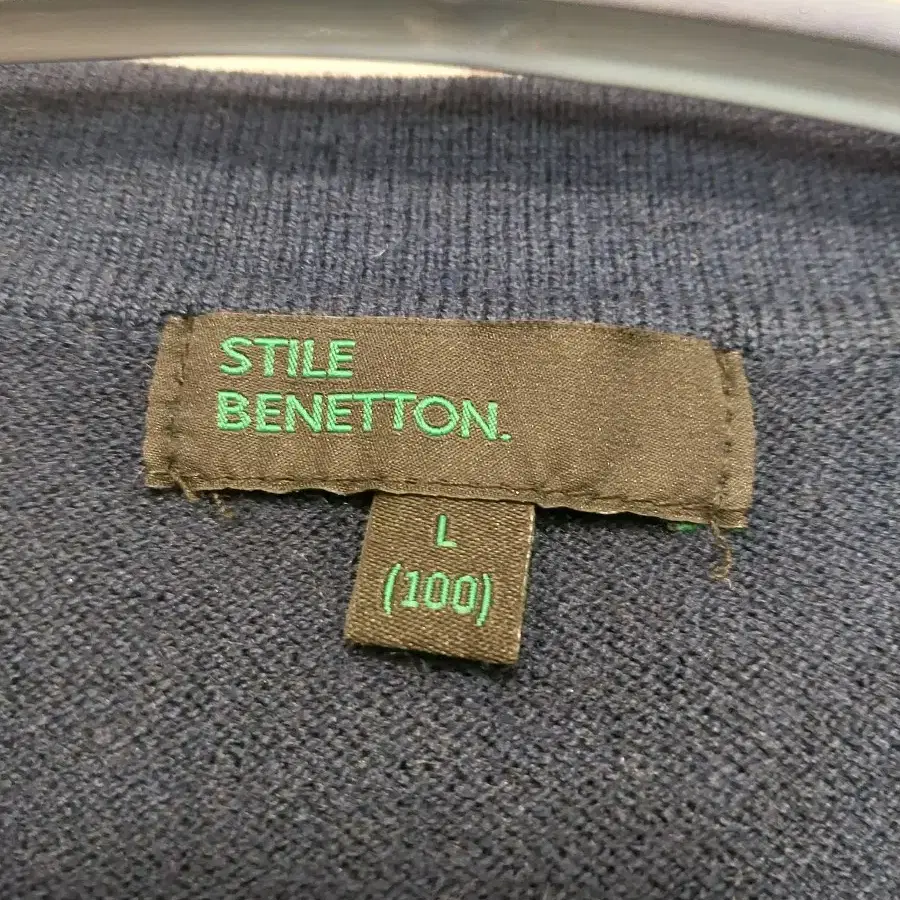 STILE
BENETTON.
L
(100)